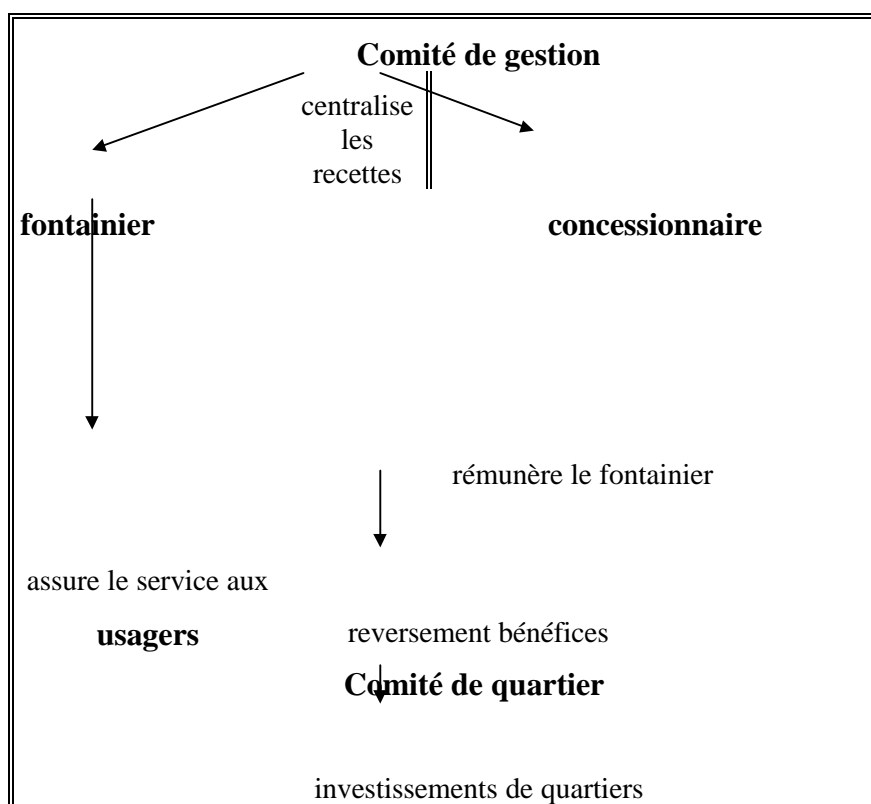 Comité de gestion
centralise
les
recettes
fontainier
concessionnaire
rémunère le fontainier
assure le service aux
usagers
reversement bénéfices
Comité de quartier
investissements de quartiers